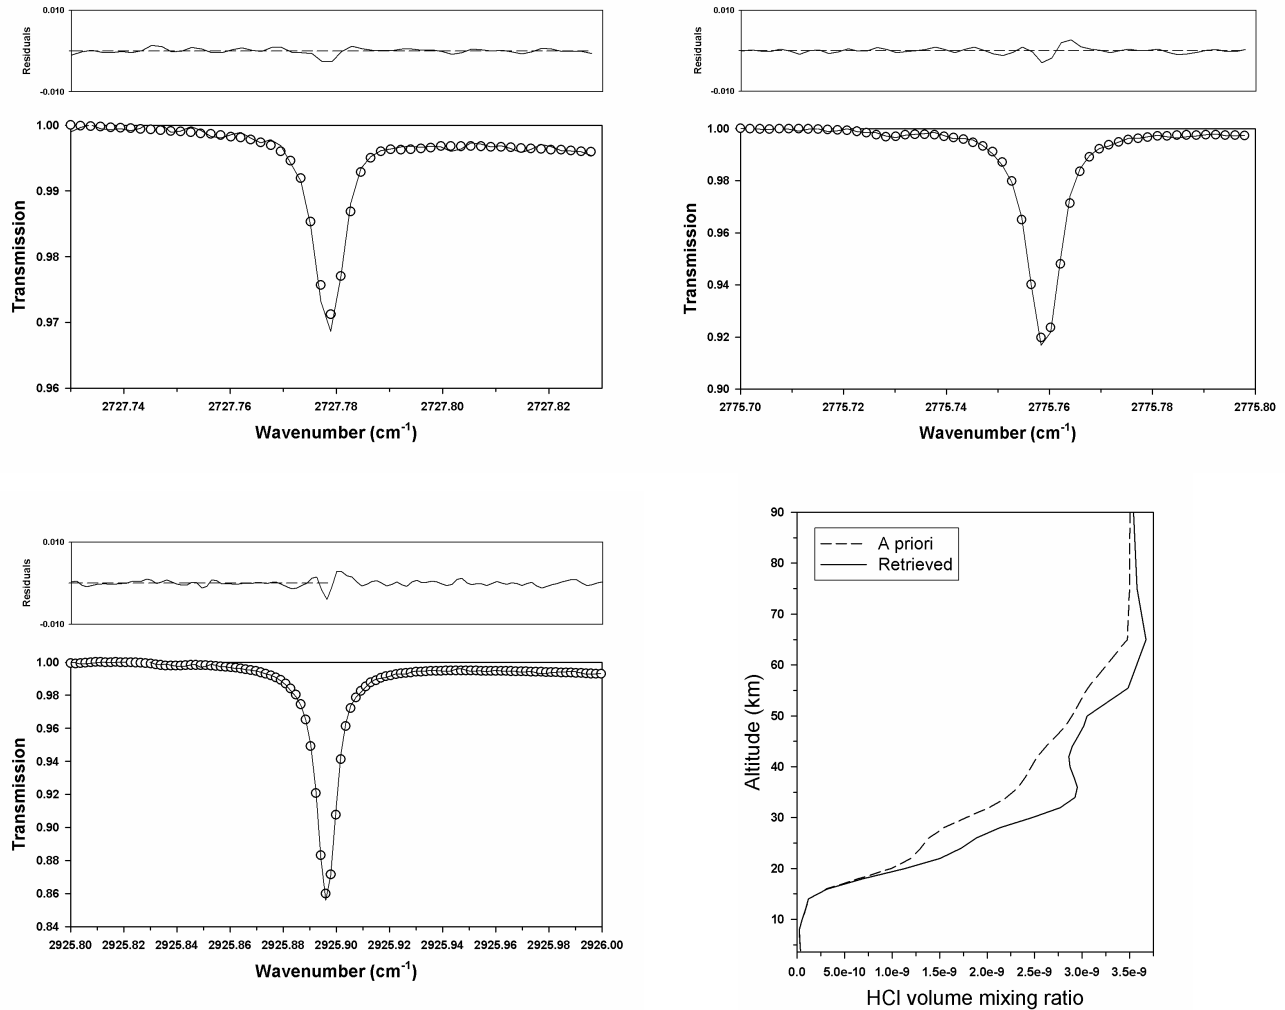 0.010
Residuals
-0.010
1.00
0.99
0.98
0.97
0.96
Transmission
2727.74 2727.76 2727.78 2727.80 2727.82
Wavenumber (cm-1)
0.010
Residuals
-0.010
1.00
0.98
0.96
0.94
0.92
0.90
Transmission
2775.70 2775.72 2775.74 2775.76 2775.78 2775.80
Wavenumber (cm-1)
0.010
Residuals
-0.010
1.00
0.98
0.96
0.94
0.92
0.90
0.88
0.86
0.84
Transmission
2925.80 2925.82 2925.84 2925.86 2925.88 2925.90 2925.92 2925.94 2925.96 2925.98 2926.00
Wavenumber (cm-1)
90
80
70
60
50
40
30
20
10
Altitude (km)
A priori
Retrieved
0.0 5.0e-10 1.0e-9 1.5e-9 2.0e-9 2.5e-9 3.0e-9 3.5e-9
HCl volume mixing ratio